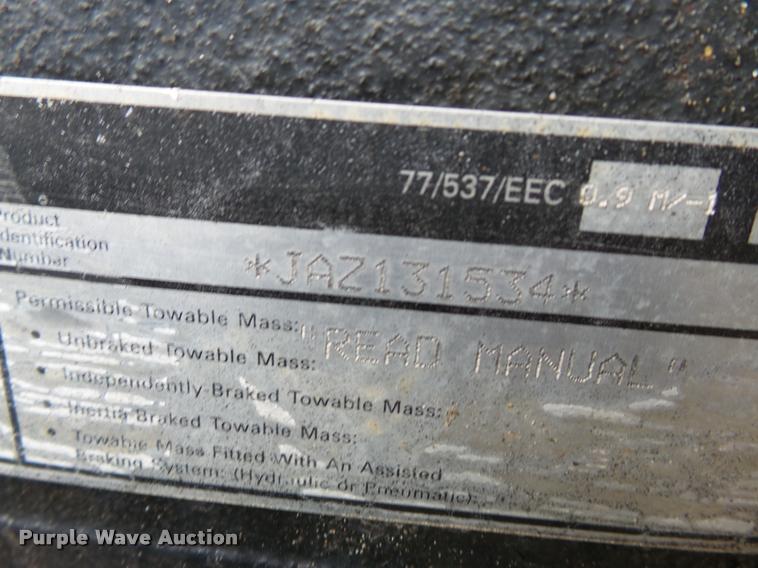 77/537/EEC 0.9 M/-1
Product
Identification
Number
*JAZ131534*
Permissible Towable Mass:
"READ MANUAL"
• Unbraked Towable Mass:
• Independently-Braked Towable Mass:
• Inertia Braked Towable Mass:
• Towable Mass Fitted With An Assisted
Braking System: (Hydraulic or Pneumatic):
Purple Wave Auction